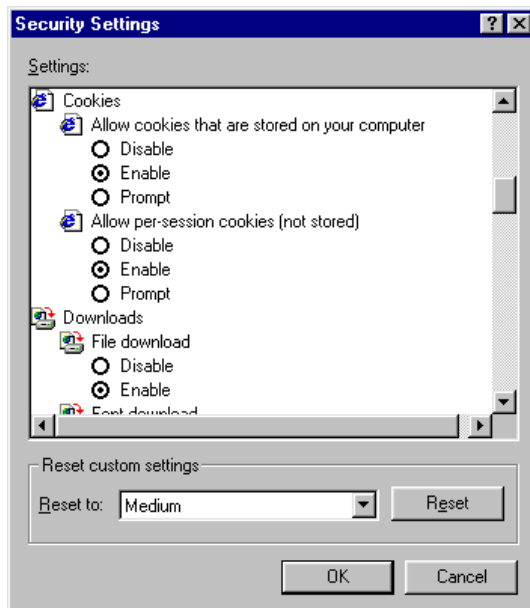 Security Settings
Settings:
Cookies
Allow cookies that are stored on your computer
Disable
Enable
Prompt
Allow per-session cookies (not stored)
Disable
Enable
Prompt
Downloads
File download
Disable
Enable
Font download
Reset custom settings
Reset to: Medium Reset
OK Cancel